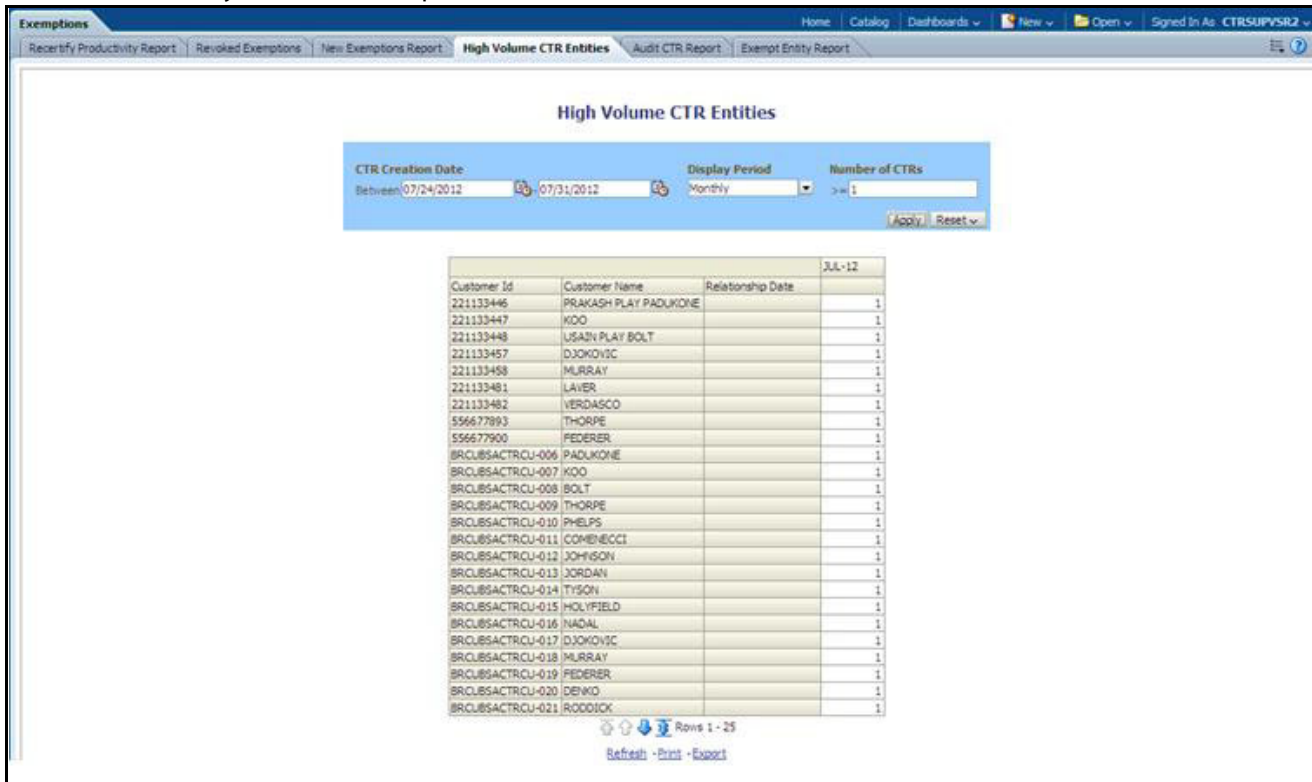 Exemptions Home Catalog Dashboards New Open Signed In As CTRSUPVSR2
Recertify Productivity Report Revoked Exemptions New Exemptions Report High Volume CTR Entities Audit CTR Report Exempt Entity Report
High Volume CTR Entities
CTR Creation Date Display Period Number of CTRs
Between 07/24/2012 - 07/31/2012 Monthly >= 1
Apply Reset
JUL-12
Customer Id Customer Name Relationship Date
221133446 PRAKASH PLAY PADUKONE 1
221133447 KOO 1
221133448 USAIN PLAY BOLT 1
221133457 DJOKOVIC 1
221133458 MURRAY 1
221133481 LAVER 1
221133482 VERDASCO 1
556677893 THORPE 1
556677900 FEDERER 1
BRCUBSACTRCU-006 PADUKONE 1
BRCUBSACTRCU-007 KOO 1
BRCUBSACTRCU-008 BOLT 1
BRCUBSACTRCU-009 THORPE 1
BRCUBSACTRCU-010 PHELPS 1
BRCUBSACTRCU-011 COMENECCI 1
BRCUBSACTRCU-012 JOHNSON 1
BRCUBSACTRCU-013 JORDAN 1
BRCUBSACTRCU-014 TYSON 1
BRCUBSACTRCU-015 HOLYFIELD 1
BRCUBSACTRCU-016 NADAL 1
BRCUBSACTRCU-017 DJOKOVIC 1
BRCUBSACTRCU-018 MURRAY 1
BRCUBSACTRCU-019 FEDERER 1
BRCUBSACTRCU-020 DENKO 1
BRCUBSACTRCU-021 RODDICK 1
Rows 1 - 25
Refresh - Print - Export